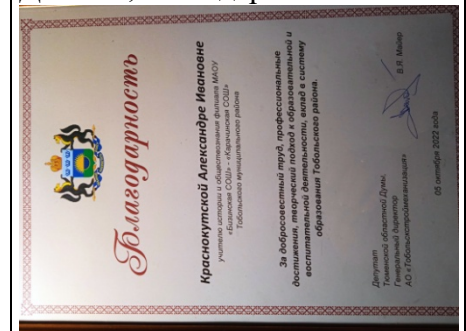 Благодарность
Краснокутской Александре Ивановне
учителю истории и обществознания филиала МАОУ
«Бизинская СОШ» - «Карачинская СОШ»
Тобольского муниципального района
За добросовестный труд, профессиональные
достижения, творческий подход к образовательной и
воспитательной деятельности, вклад в систему
образования Тобольского района.
Депутат
Тюменской областной Думы,
Генеральный директор
АО «Тобольскстроймеханизация»
В.Я. Майер
05 октября 2022 года